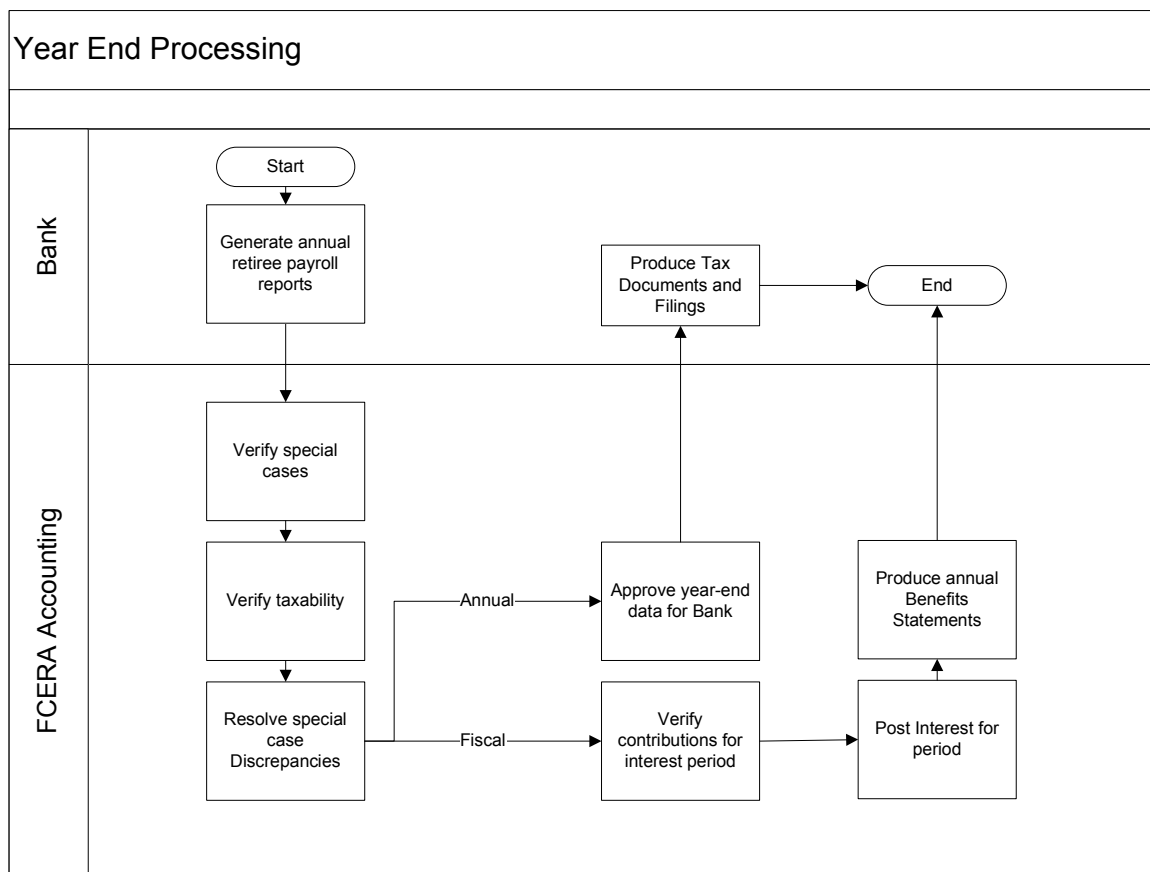 Year End Processing
Bank
Start
Generate annual
retiree payroll
reports
Produce Tax
Documents and
Filings
End
FCERA Accounting
Verify special
cases
Verify taxability
Annual
Approve year-end
data for Bank
Produce annual
Benefits
Statements
Resolve special
case
Discrepancies
Fiscal
Verify
contributions for
interest period
Post Interest for
period